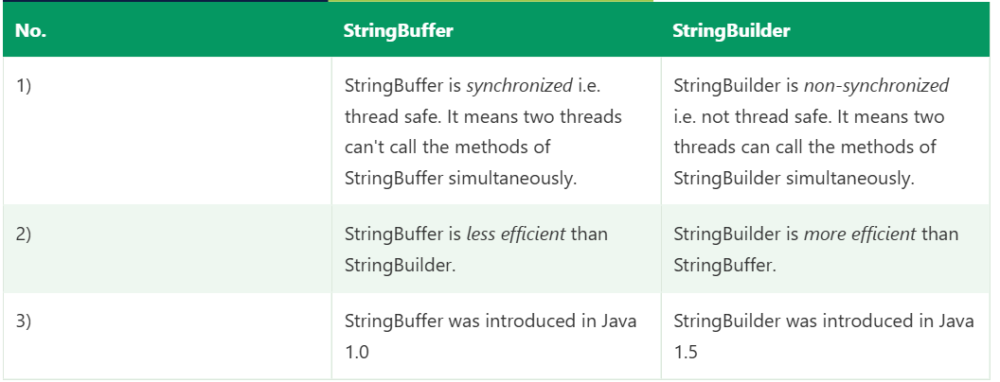 No. StringBuffer StringBuilder
1)
StringBuffer is synchronized i.e.
thread safe. It means two threads
can't call the methods of
StringBuffer simultaneously.
StringBuilder is non-synchronized
i.e. not thread safe. It means two
threads can call the methods of
StringBuilder simultaneously.
2)
StringBuffer is less efficient than
StringBuilder.
StringBuilder is more efficient than
StringBuffer.
3)
StringBuffer was introduced in Java
1.0
StringBuilder was introduced in Java
1.5